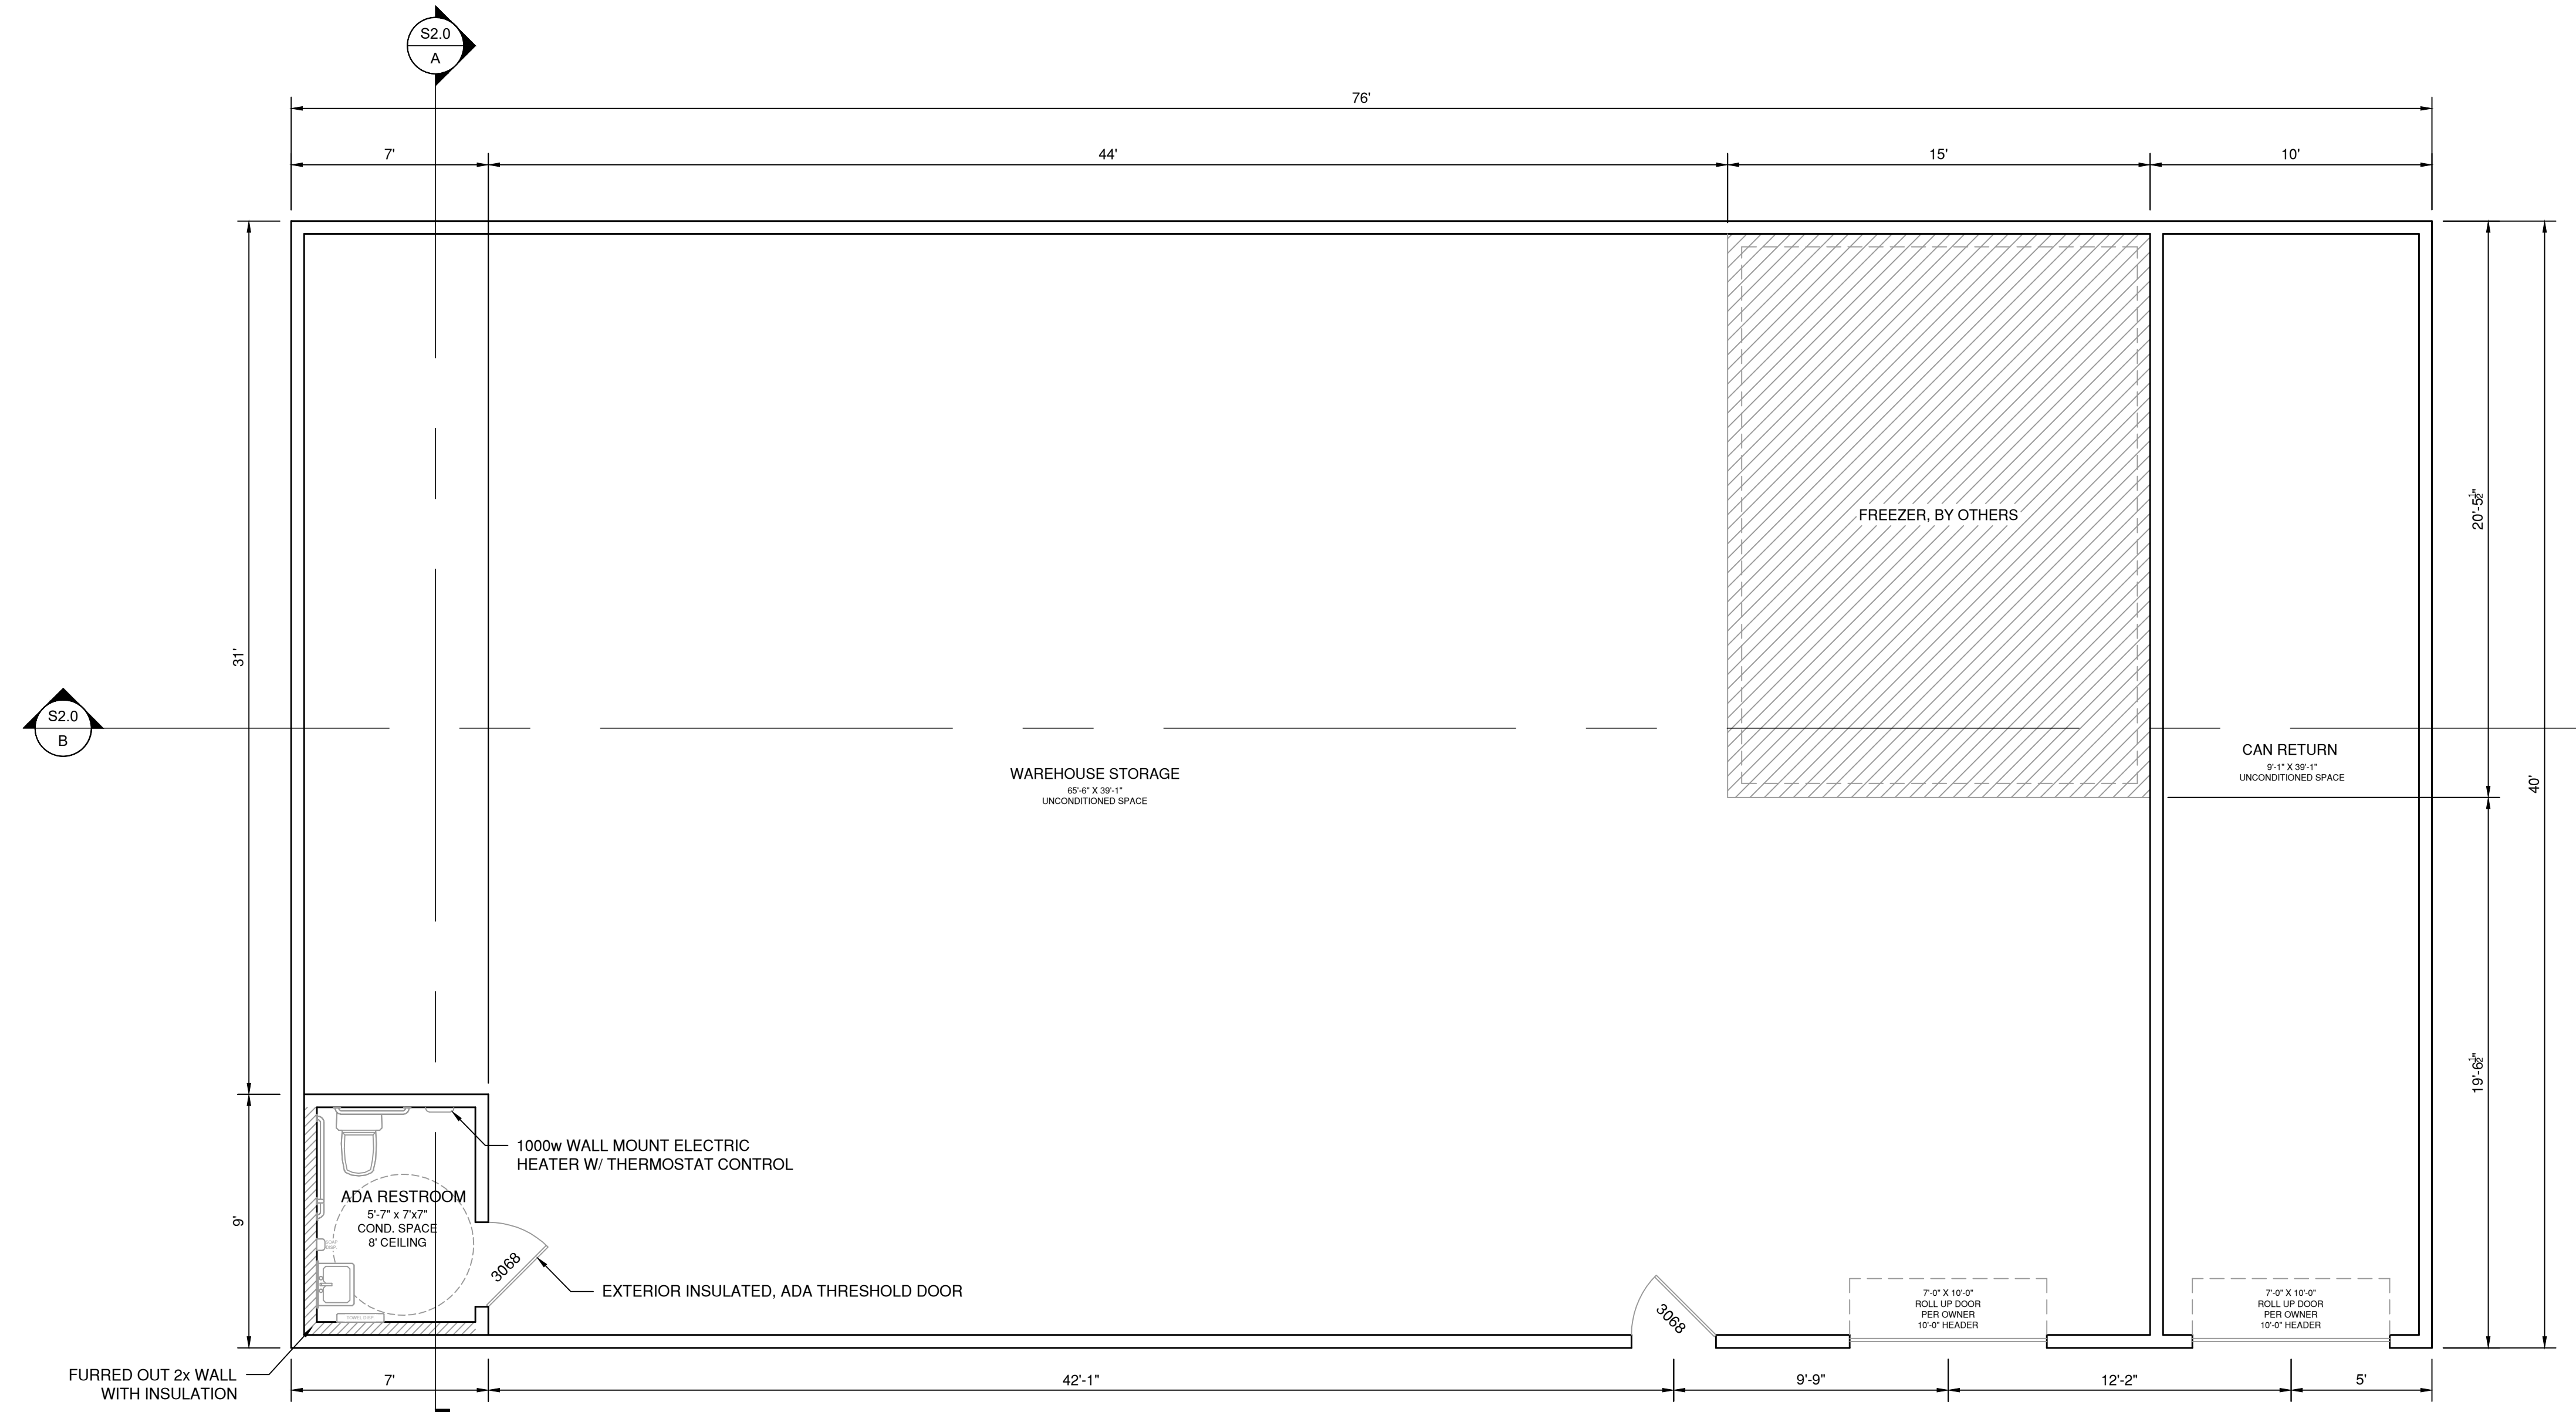 S2.0
A
76'
7'
44'
15'
10'
31'
20'-5½"
40'
FREEZER, BY OTHERS
S2.0
B
CAN RETURN
9'-1" X 39'-1"
UNCONDITIONED SPACE
WAREHOUSE STORAGE
65'-6" X 39'-1"
UNCONDITIONED SPACE
19'-6½"
1000w WALL MOUNT ELECTRIC
HEATER W/ THERMOSTAT CONTROL
ADA RESTROOM
5'-7" x 7'x7"
COND. SPACE
8' CEILING
9'
SOAP
DISP.
3068
EXTERIOR INSULATED, ADA THRESHOLD DOOR
TOWEL DISP.
3068
7'-0" X 10'-0"
ROLL UP DOOR
PER OWNER
10'-0" HEADER
7'-0" X 10'-0"
ROLL UP DOOR
PER OWNER
10'-0" HEADER
FURRED OUT 2x WALL
WITH INSULATION
7'
42'-1"
9'-9"
12'-2"
5'